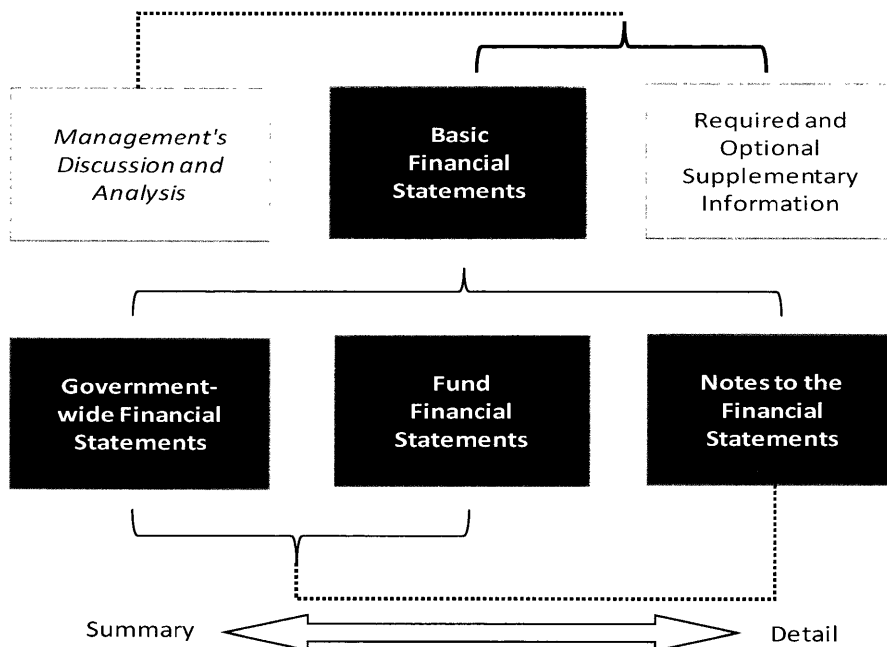 Management's
Discussion and
Analysis
Basic
Financial
Statements
Required and
Optional
Supplementary
Information
Government-
wide Financial
Statements
Fund
Financial
Statements
Notes to the
Financial
Statements
Summary
Detail